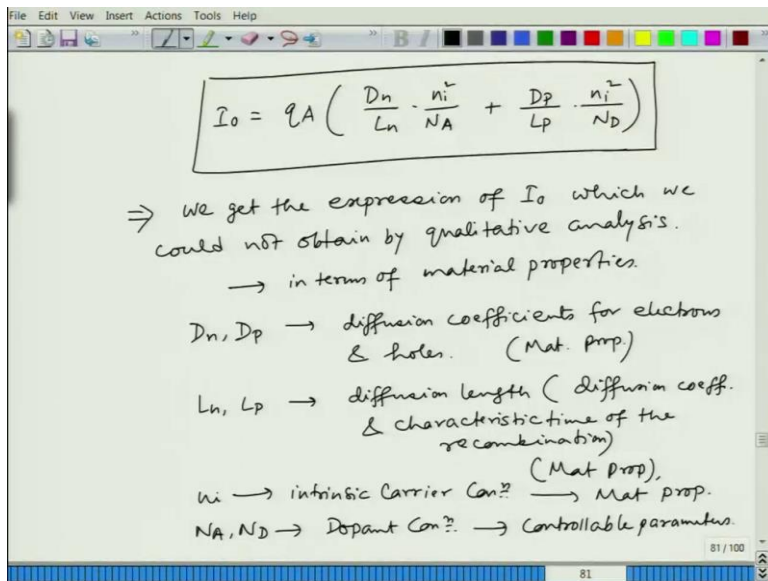 File Edit View Insert Actions Tools Help
I₀ = qA ( Dn/Ln · ni²/NA + Dp/Lp · ni²/ND )
⇒ we get the expression of I₀ which we
could not obtain by qualitative analysis.
→ in terms of material properties.
Dn, Dp → diffusion coefficients for electrons
& holes. (Mat. prop.)
Ln, Lp → diffusion length ( diffusion coeff.
& characteristic time of the
recombination)
(Mat Prop),
ni → intrinsic Carrier Conⁿ. → Mat prop.
NA, ND → Dopant Conⁿ. → Controllable parameters.
81 / 100
81